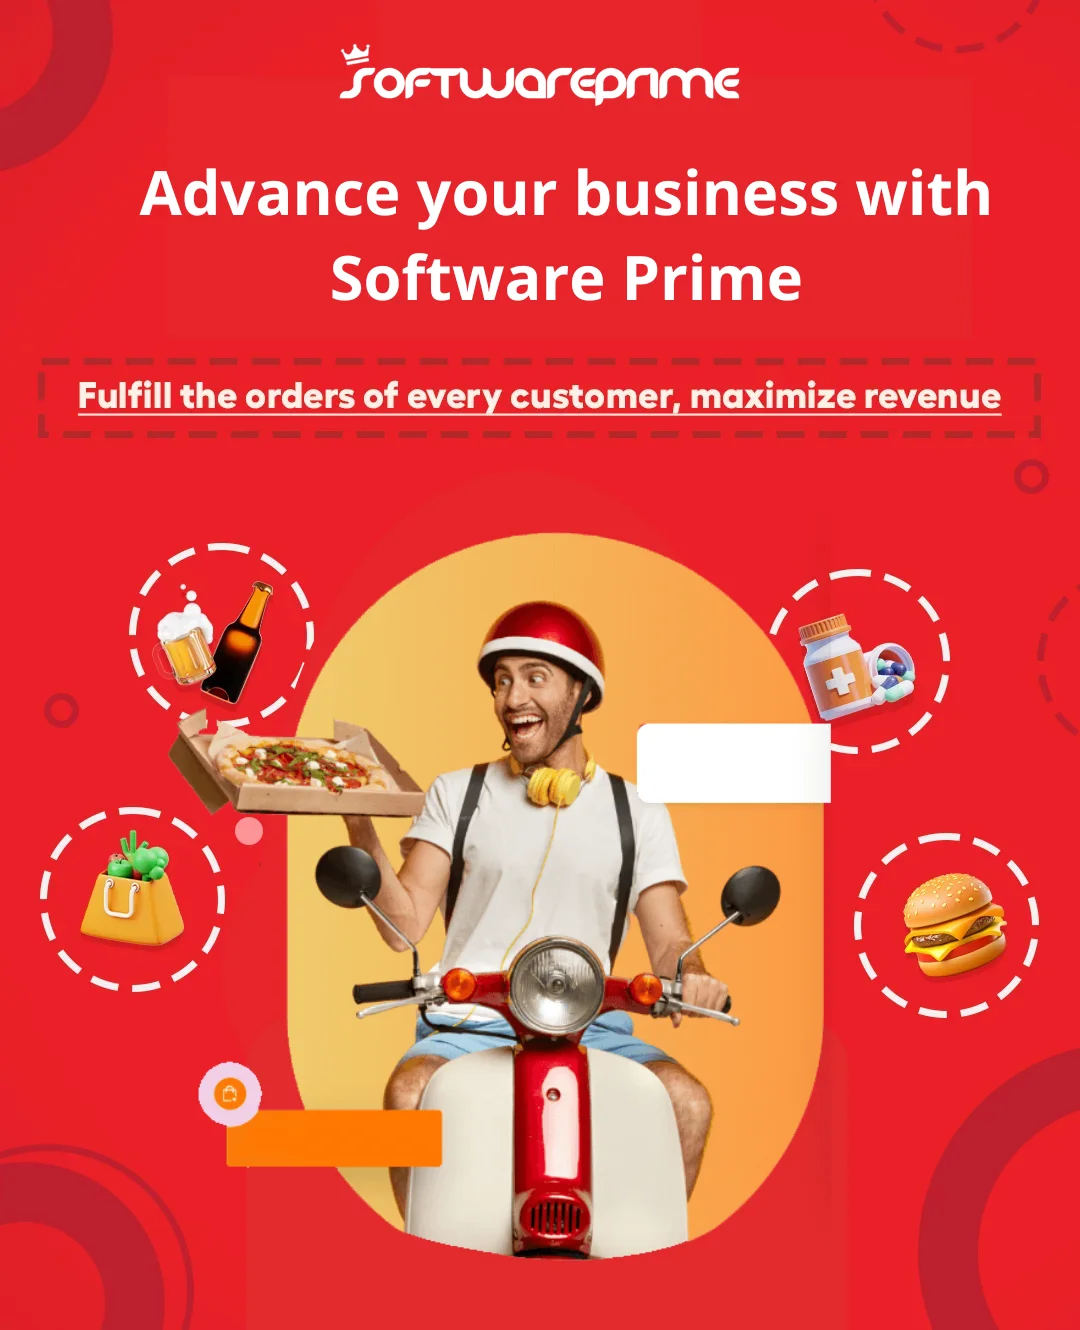 SOFTWAREPRIME
Advance your business with
Software Prime
Fulfill the orders of every customer, maximize revenue